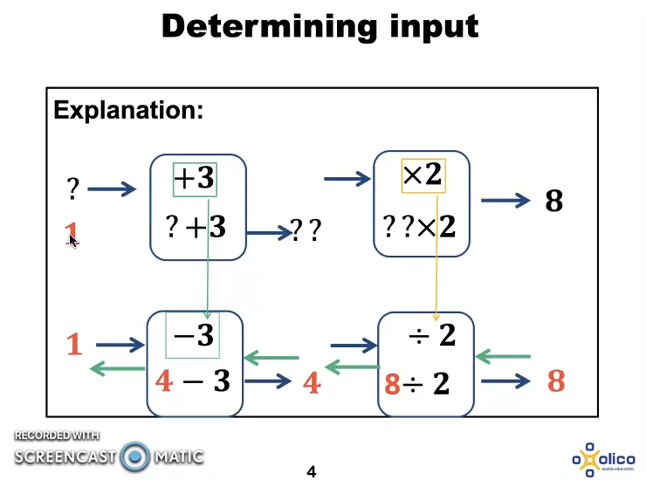 Determining input
Explanation:
+3
×2
?
8
? +3
? ?
? ?×2
1
−3
÷ 2
1
4 − 3
4
8÷ 2
8
RECORDED WITH
SCREENCAST MATIC
olico
4